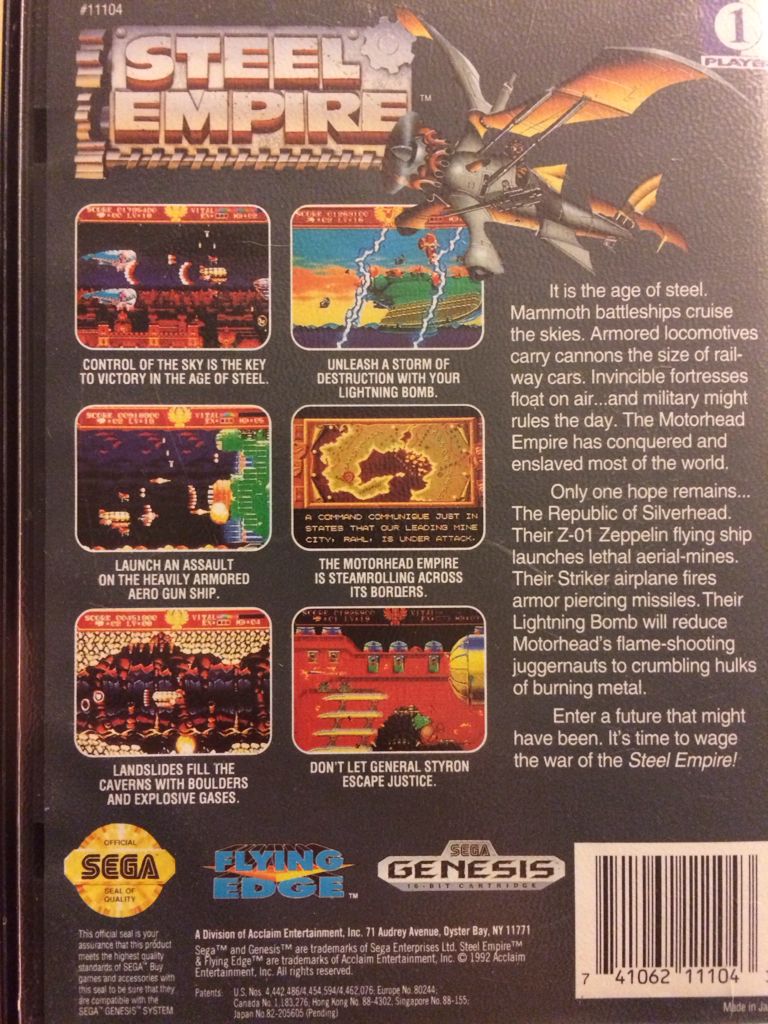 #11104
1
PLAYER
STEEL
EMPIRE™
CONTROL OF THE SKY IS THE KEY
TO VICTORY IN THE AGE OF STEEL.
UNLEASH A STORM OF
DESTRUCTION WITH YOUR
LIGHTNING BOMB.
LAUNCH AN ASSAULT
ON THE HEAVILY ARMORED
AERO GUN SHIP.
A COMMAND COMMUNIQUE JUST IN
STATES THAT OUR LEADING MINE
CITY, RAHL, IS UNDER ATTACK.
THE MOTORHEAD EMPIRE
IS STEAMROLLING ACROSS
ITS BORDERS.
LANDSLIDES FILL THE
CAVERNS WITH BOULDERS
AND EXPLOSIVE GASES.
DON'T LET GENERAL STYRON
ESCAPE JUSTICE.
It is the age of steel.
Mammoth battleships cruise
the skies. Armored locomotives
carry cannons the size of rail-
way cars. Invincible fortresses
float on air...and military might
rules the day. The Motorhead
Empire has conquered and
enslaved most of the world.
Only one hope remains...
The Republic of Silverhead.
Their Z-01 Zeppelin flying ship
launches lethal aerial-mines.
Their Striker airplane fires
armor piercing missiles. Their
Lightning Bomb will reduce
Motorhead's flame-shooting
juggernauts to crumbling hulks
of burning metal.
Enter a future that might
have been. It's time to wage
the war of the Steel Empire!
OFFICIAL
SEGA
SEAL OF
QUALITY
FLYING
EDGE™
SEGA
GENESIS
16-BIT CARTRIDGE
This official seal is your
assurance that this product
meets the highest quality
standards of SEGA™ Buy
games and accessories with
this seal to be sure that they
are compatible with the
SEGA™ GENESIS™ SYSTEM
A Division of Acclaim Entertainment, Inc. 71 Audrey Avenue, Oyster Bay, NY 11771
Sega™ and Genesis™ are trademarks of Sega Enterprises Ltd. Steel Empire™
& Flying Edge™ are trademarks of Acclaim Entertainment, Inc. © 1992 Acclaim
Entertainment, Inc. All rights reserved.
Patents: U.S. Nos. 4,442,486/4,454,594/4,462,076; Europe No. 80244;
Canada No. 1,183,276; Hong Kong No. 88-4302; Singapore No. 88-155;
Japan No. 82-205605 (Pending)
7 41062 11104
Made in